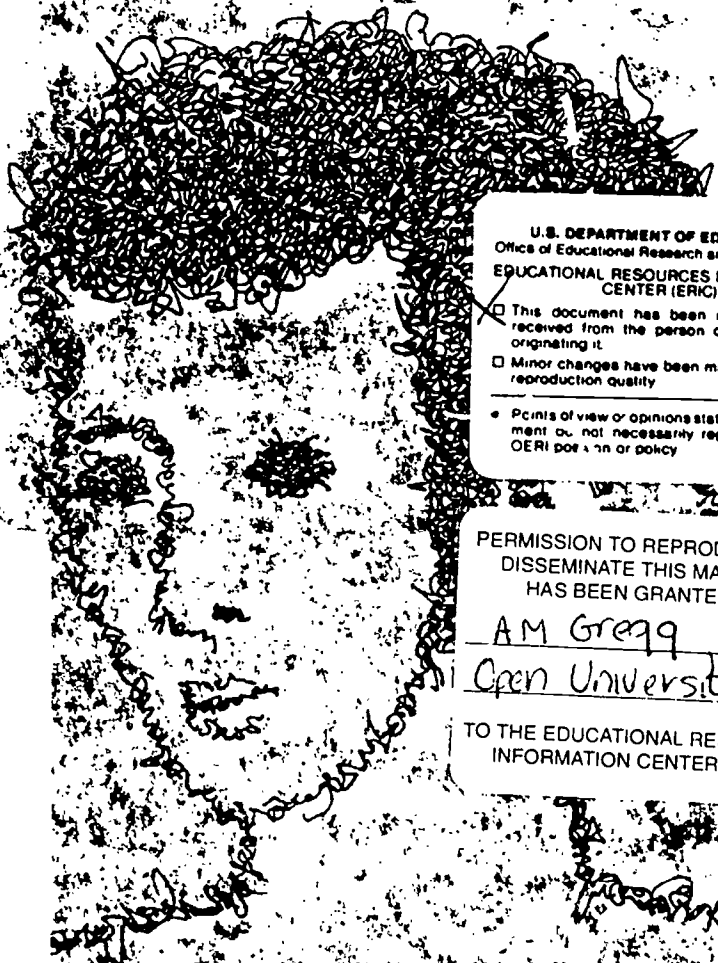 U.S. DEPARTMENT OF ED
Office of Educational Research a
EDUCATIONAL RESOURCES
CENTER (ERIC)
☐ This document has been
received from the person
originating it.
☐ Minor changes have been m
reproduction quality
• Points of view or opinions stat
ment do not necessarily re
OERI or policy
PERMISSION TO REPROD
DISSEMINATE THIS MA
HAS BEEN GRANTE
AM Gregg
Open Universit
TO THE EDUCATIONAL RE
INFORMATION CENTER